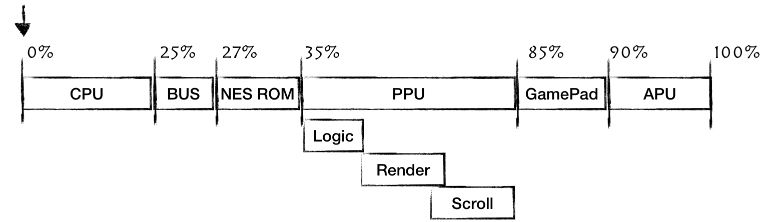 0% 25% 27% 35% 85% 90% 100%
CPU BUS NES ROM PPU GamePad APU
Logic
Render
Scroll